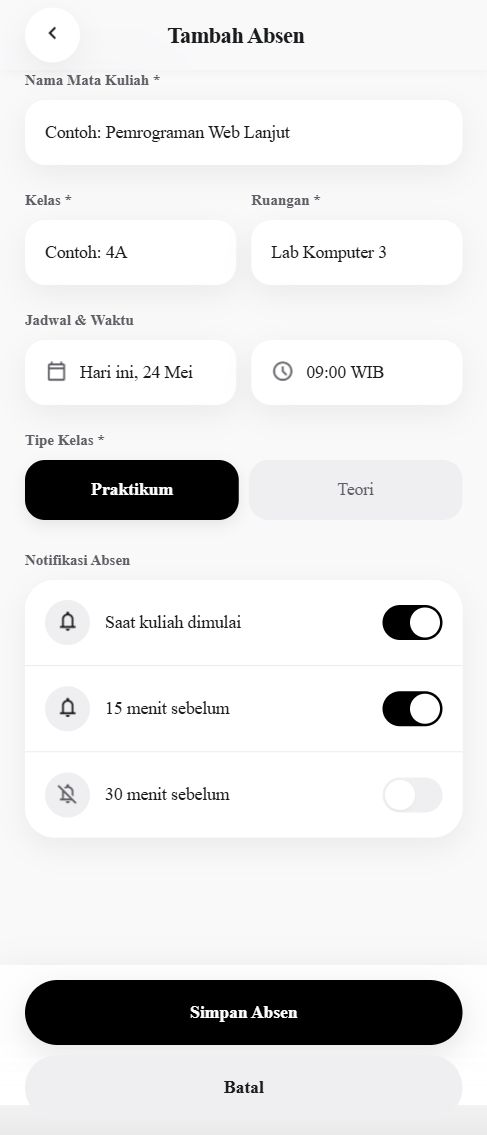 Tambah Absen
Nama Mata Kuliah *
Contoh: Pemrograman Web Lanjut
Kelas *
Ruangan *
Contoh: 4A
Lab Komputer 3
Jadwal & Waktu
Hari ini, 24 Mei
09:00 WIB
Tipe Kelas *
Praktikum
Teori
Notifikasi Absen
Saat kuliah dimulai
15 menit sebelum
30 menit sebelum
Simpan Absen
Batal